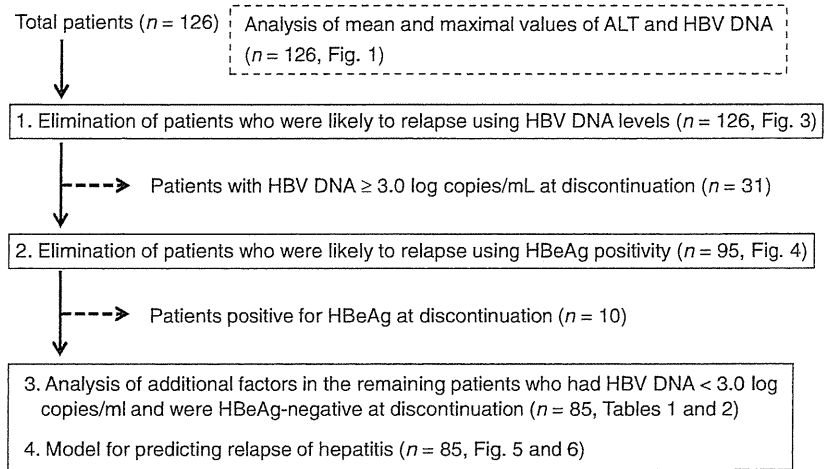 Total patients (n = 126)
Analysis of mean and maximal values of ALT and HBV DNA
(n = 126, Fig. 1)
1. Elimination of patients who were likely to relapse using HBV DNA levels (n = 126, Fig. 3)
Patients with HBV DNA ≥ 3.0 log copies/mL at discontinuation (n = 31)
2. Elimination of patients who were likely to relapse using HBeAg positivity (n = 95, Fig. 4)
Patients positive for HBeAg at discontinuation (n = 10)
3. Analysis of additional factors in the remaining patients who had HBV DNA < 3.0 log
copies/ml and were HBeAg-negative at discontinuation (n = 85, Tables 1 and 2)
4. Model for predicting relapse of hepatitis (n = 85, Fig. 5 and 6)